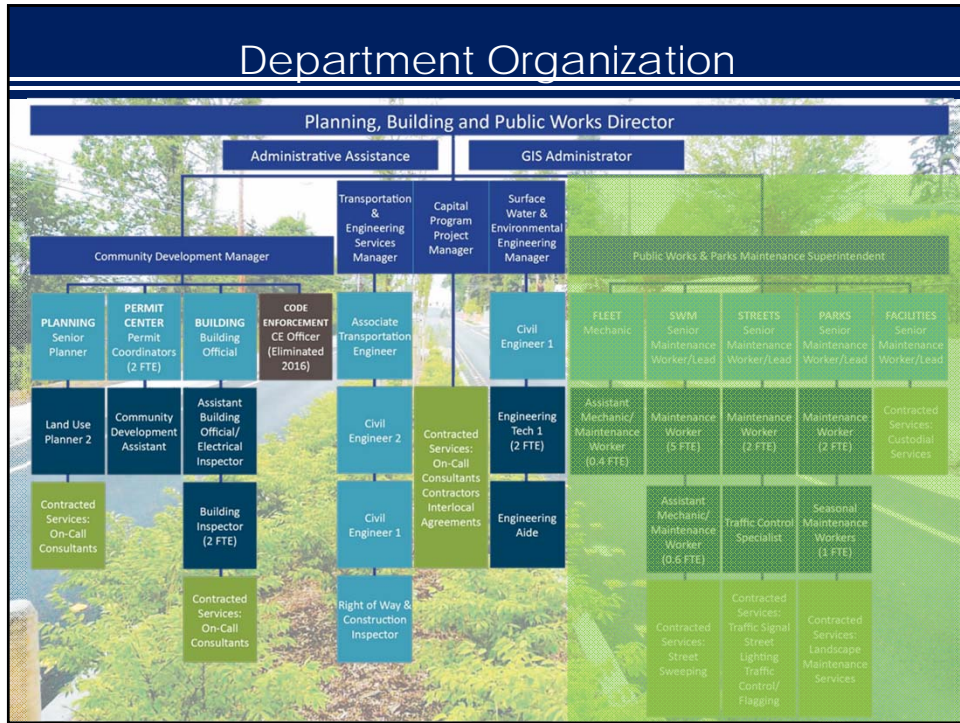 Department Organization
Planning, Building and Public Works Director
Administrative Assistance
GIS Administrator
Community Development Manager
Transportation
&
Engineering
Services
Manager
Capital
Program
Project
Manager
Surface
Water &
Environmental
Engineering
Manager
Public Works & Parks Maintenance Superintendent
PLANNING
Senior
Planner
PERMIT
CENTER
Permit
Coordinators
(2 FTE)
BUILDING
Building
Official
CODE
ENFORCEMENT
CE Officer
(Eliminated
2016)
Associate
Transportation
Engineer
Civil
Engineer 1
FLEET
Mechanic
SWM
Senior
Maintenance
Worker/Lead
STREETS
Senior
Maintenance
Worker/Lead
PARKS
Senior
Maintenance
Worker/Lead
FACILITIES
Senior
Maintenance
Worker/Lead
Land Use
Planner 2
Community
Development
Assistant
Assistant
Building
Official/
Electrical
Inspector
Civil
Engineer 2
Contracted
Services:
On-Call
Consultants
Contractors
Interlocal
Agreements
Engineering
Tech 1
(2 FTE)
Assistant
Mechanic/
Maintenance
Worker
(0.4 FTE)
Maintenance
Worker
(5 FTE)
Maintenance
Worker
(2 FTE)
Maintenance
Worker
(2 FTE)
Contracted
Services:
Custodial
Services
Contracted
Services:
On-Call
Consultants
Building
Inspector
(2 FTE)
Civil
Engineer 1
Engineering
Aide
Assistant
Mechanic/
Maintenance
Worker
(0.6 FTE)
Traffic Control
Specialist
Seasonal
Maintenance
Workers
(1 FTE)
Contracted
Services:
On-Call
Consultants
Right of Way &
Construction
Inspector
Contracted
Services:
Street
Sweeping
Contracted
Services:
Traffic Signal
Street
Lighting
Traffic
Control/
Flagging
Contracted
Services:
Landscape
Maintenance
Services